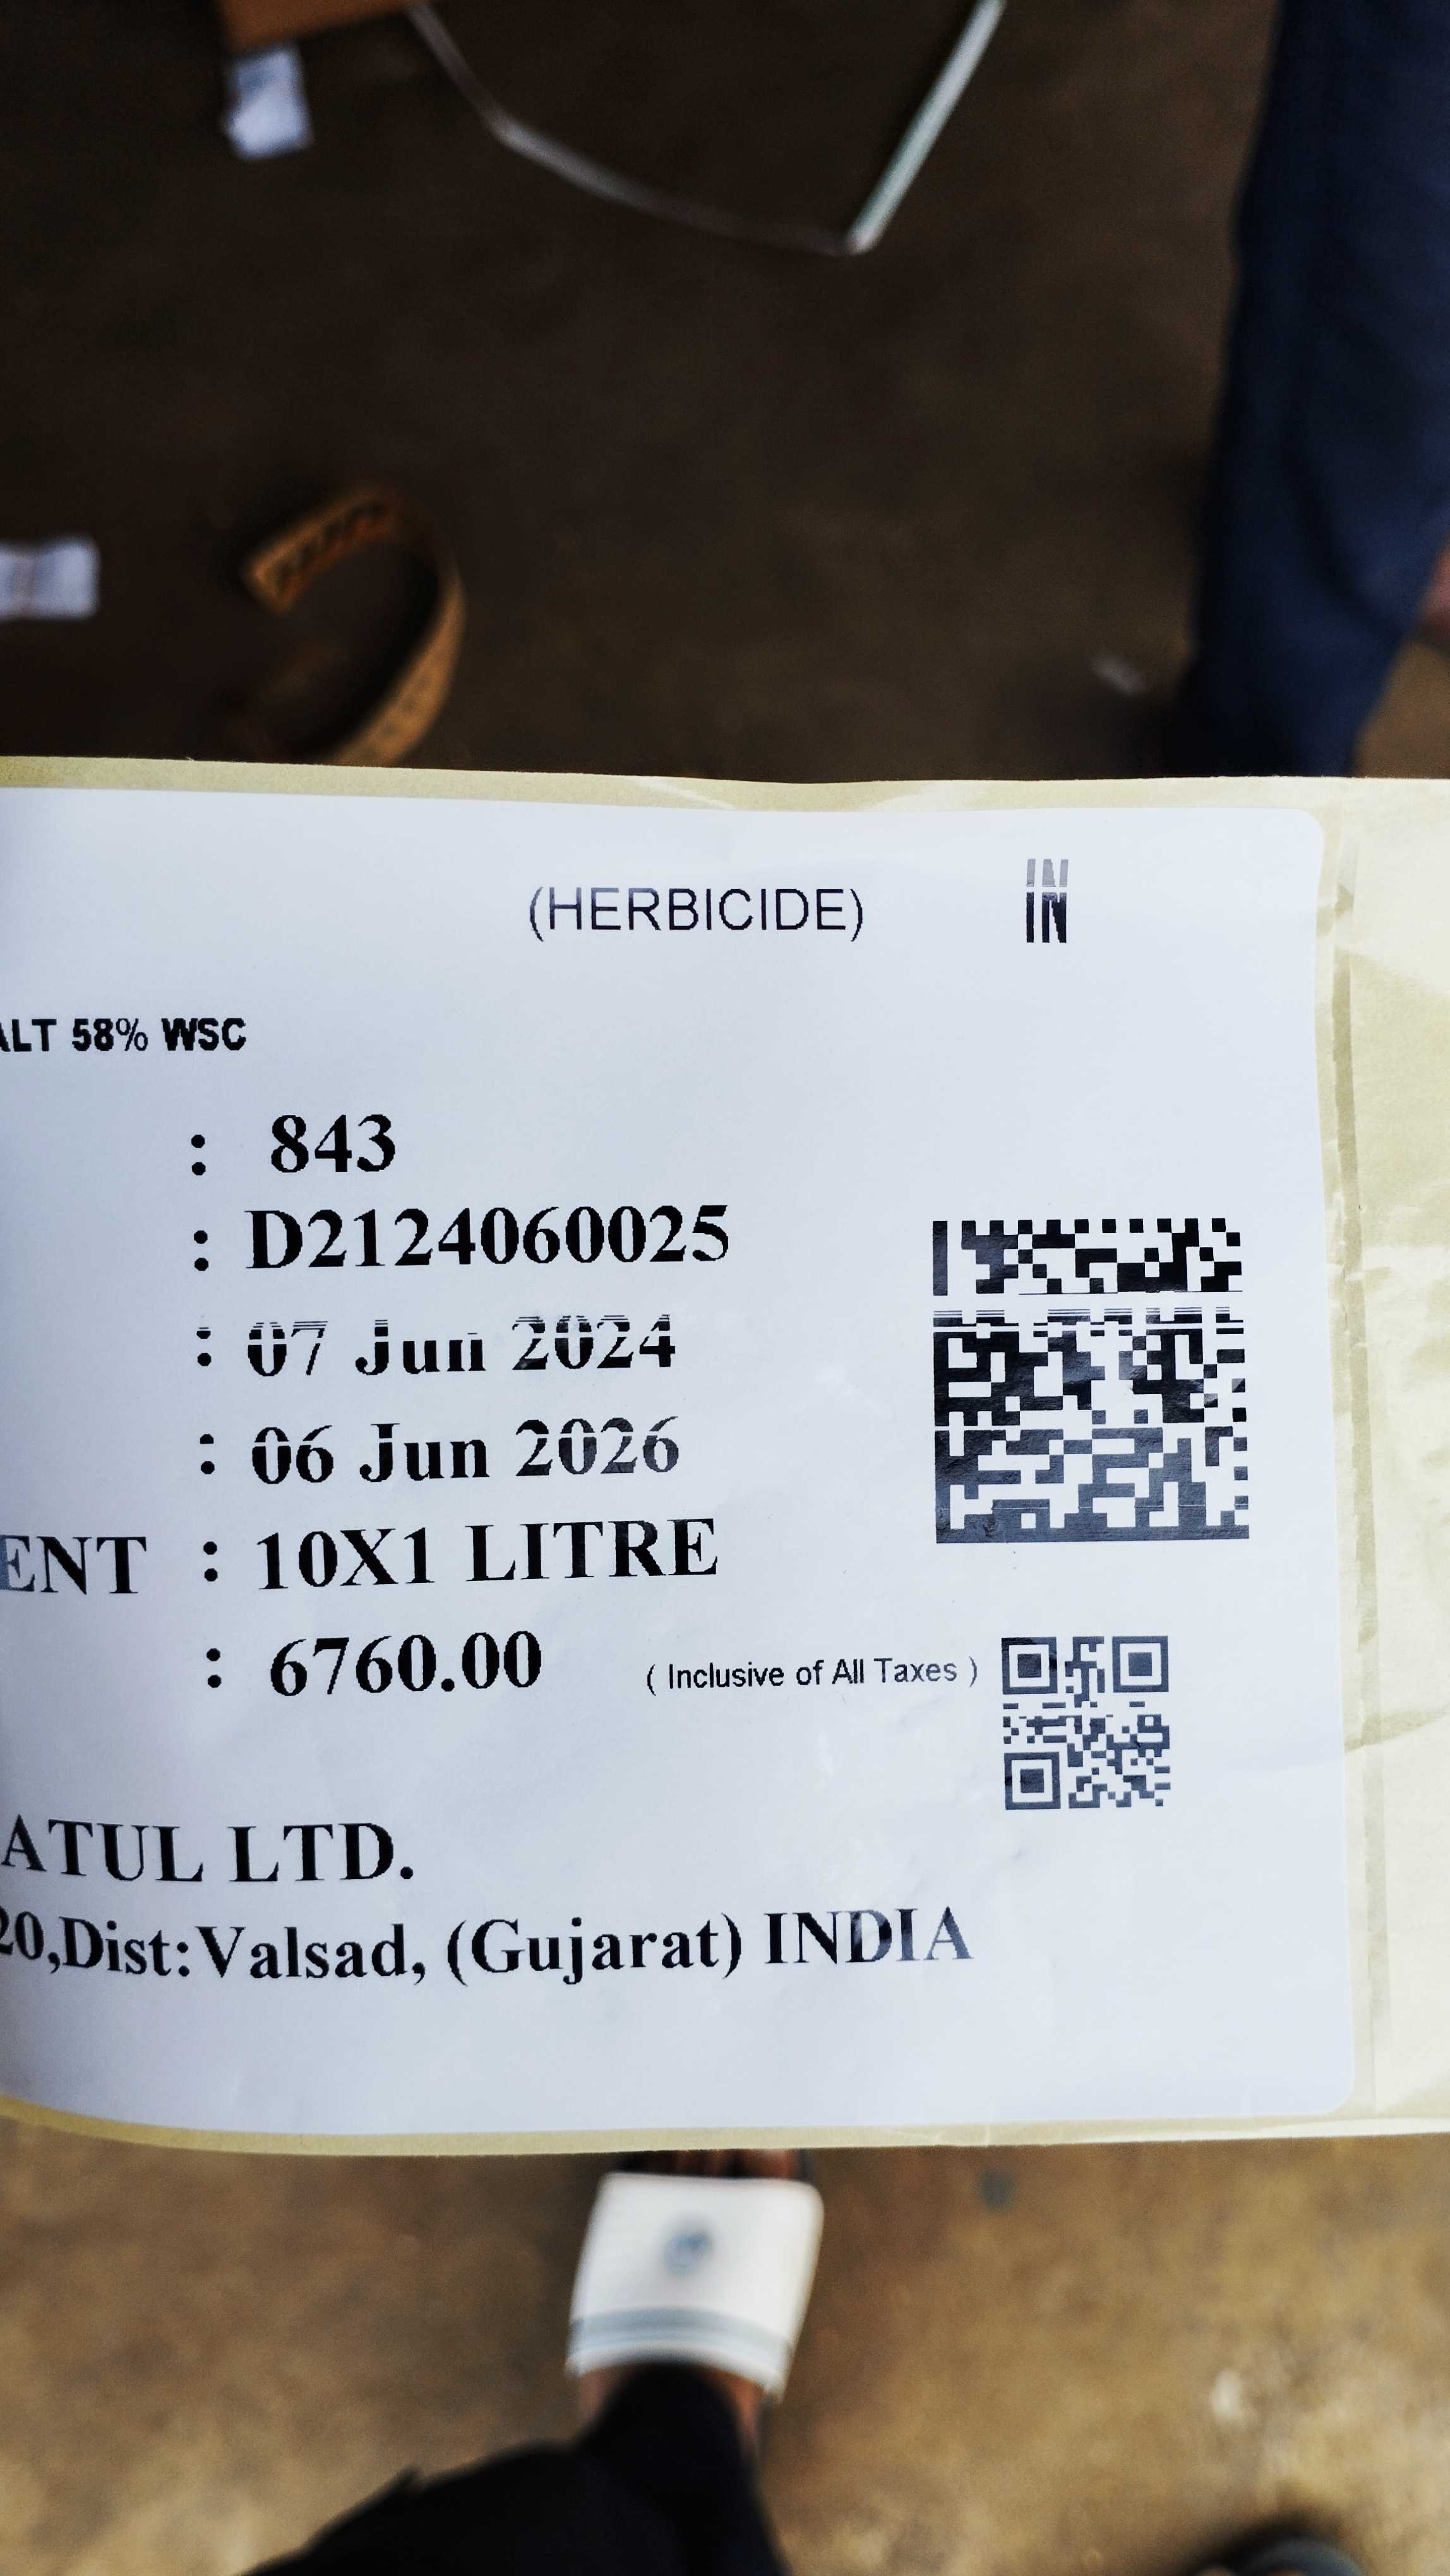 (HERBICIDE) IN
ALT 58% WSC
: 843
: D2124060025
: 07 Jun 2024
: 06 Jun 2026
ENT : 10X1 LITRE
: 6760.00 ( Inclusive of All Taxes )
ATUL LTD.
20,Dist:Valsad, (Gujarat) INDIA